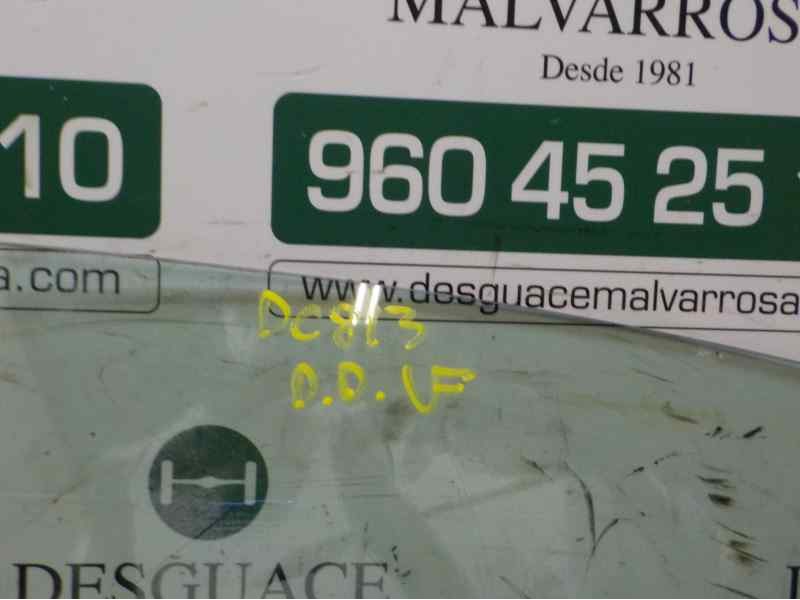 MALVARROS
Desde 1981
10
960 45 25
a.com
www.desguacemalvarrosa
DC813
D.D. VF
DESGUACE